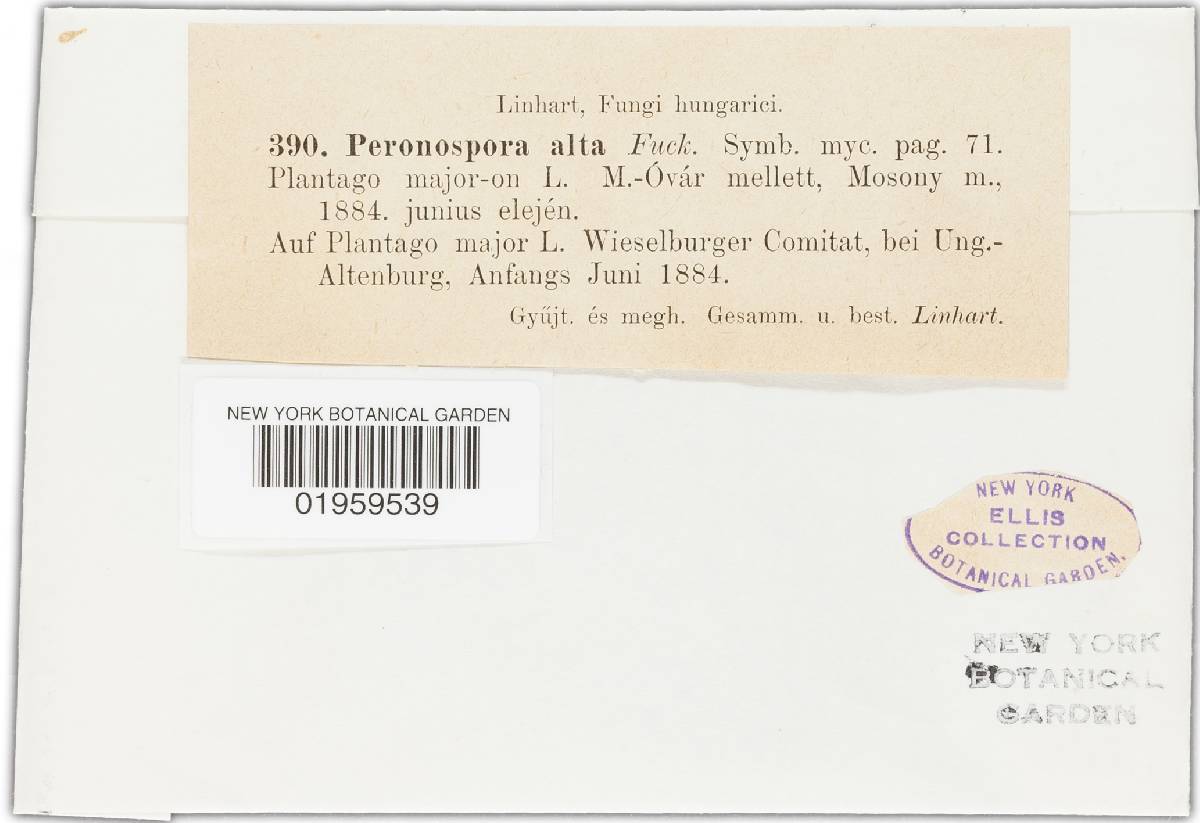 Linhart, Fungi hungarici.
390. Peronospora alta Fuck. Symb. myc. pag. 71.
Plantago major-on L. M.-Óvár mellett, Mosony m.,
1884. junius elején.
Auf Plantago major L. Wieselburger Comitat, bei Ung.-
Altenburg, Anfangs Juni 1884.
Gyűjt. és megh. Gesamm. u. best. Linhart.
NEW YORK BOTANICAL GARDEN
01959539
NEW YORK
ELLIS
COLLECTION
BOTANICAL GARDEN.
NEW YORK
BOTANICAL
GARDEN